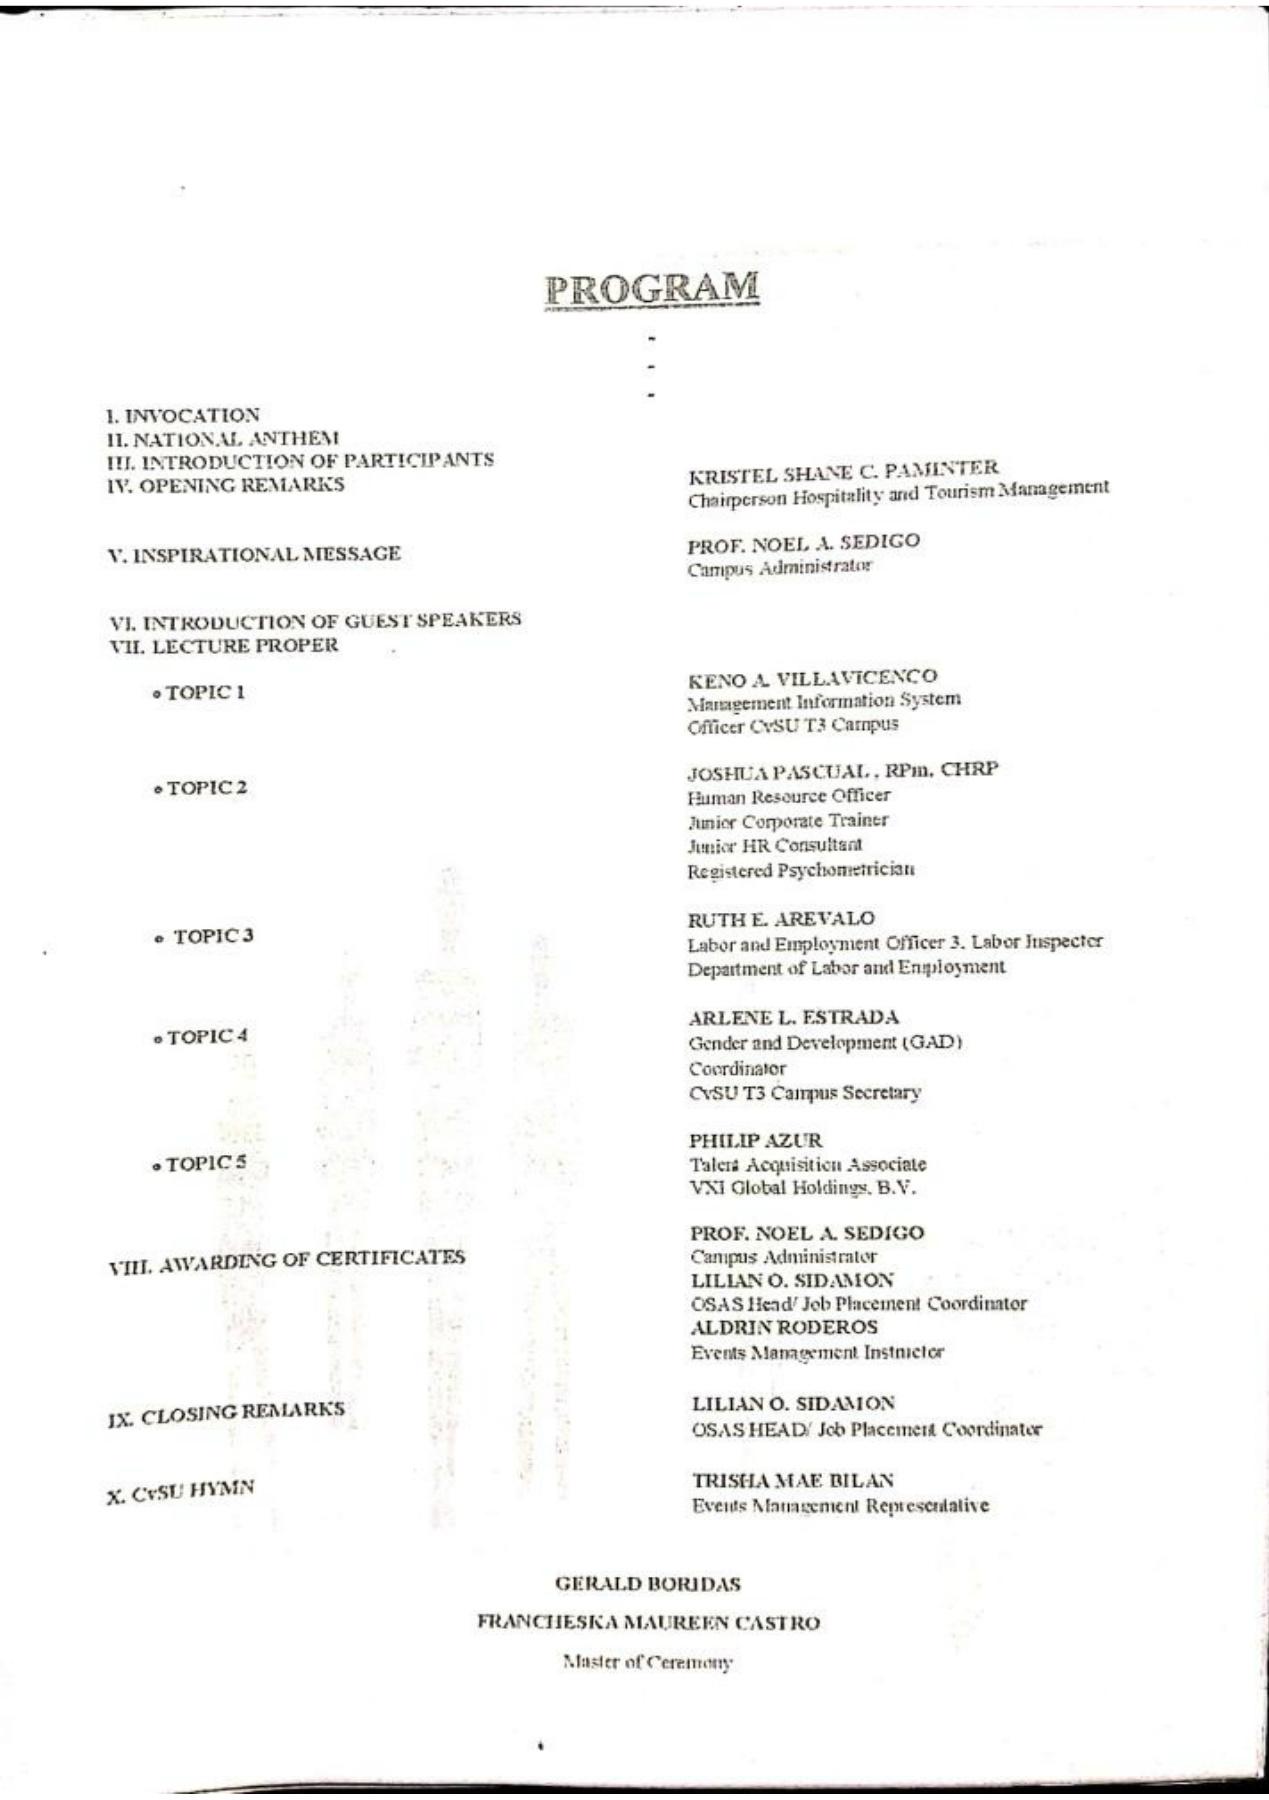 PROGRAM
-
-
-
I. INVOCATION
II. NATIONAL ANTHEM
III. INTRODUCTION OF PARTICIPANTS
IV. OPENING REMARKS
KRISTEL SHANE C. PAMINTER
Chairperson Hospitality and Tourism Management
V. INSPIRATIONAL MESSAGE
PROF. NOEL A. SEDIGO
Campus Administrator
VI. INTRODUCTION OF GUEST SPEAKERS
VII. LECTURE PROPER
• TOPIC 1
KENO A. VILLAVICENCO
Management Information System
Officer CvSU T3 Campus
• TOPIC 2
JOSHUA PASCUAL, RPm, CHRP
Human Resource Officer
Junior Corporate Trainer
Junior HR Consultant
Registered Psychometrician
• TOPIC 3
RUTH E. AREVALO
Labor and Employment Officer 3. Labor Inspecter
Department of Labor and Employment
• TOPIC 4
ARLENE L. ESTRADA
Gender and Development (GAD)
Coordinator
CvSU T3 Campus Secretary
• TOPIC 5
PHILIP AZUR
Talent Acquisition Associate
VXI Global Holdings, B.V.
VIII. AWARDING OF CERTIFICATES
PROF. NOEL A. SEDIGO
Campus Administrator
LILIAN O. SIDAMON
OSAS Head/ Job Placement Coordinator
ALDRIN RODEROS
Events Management Instructor
IX. CLOSING REMARKS
LILIAN O. SIDAMON
OSAS HEAD/ Job Placement Coordinator
X. CvSU HYMN
TRISHA MAE BILAN
Events Management Representative
GERALD BORIDAS
FRANCHESKA MAUREEN CASTRO
Master of Ceremony